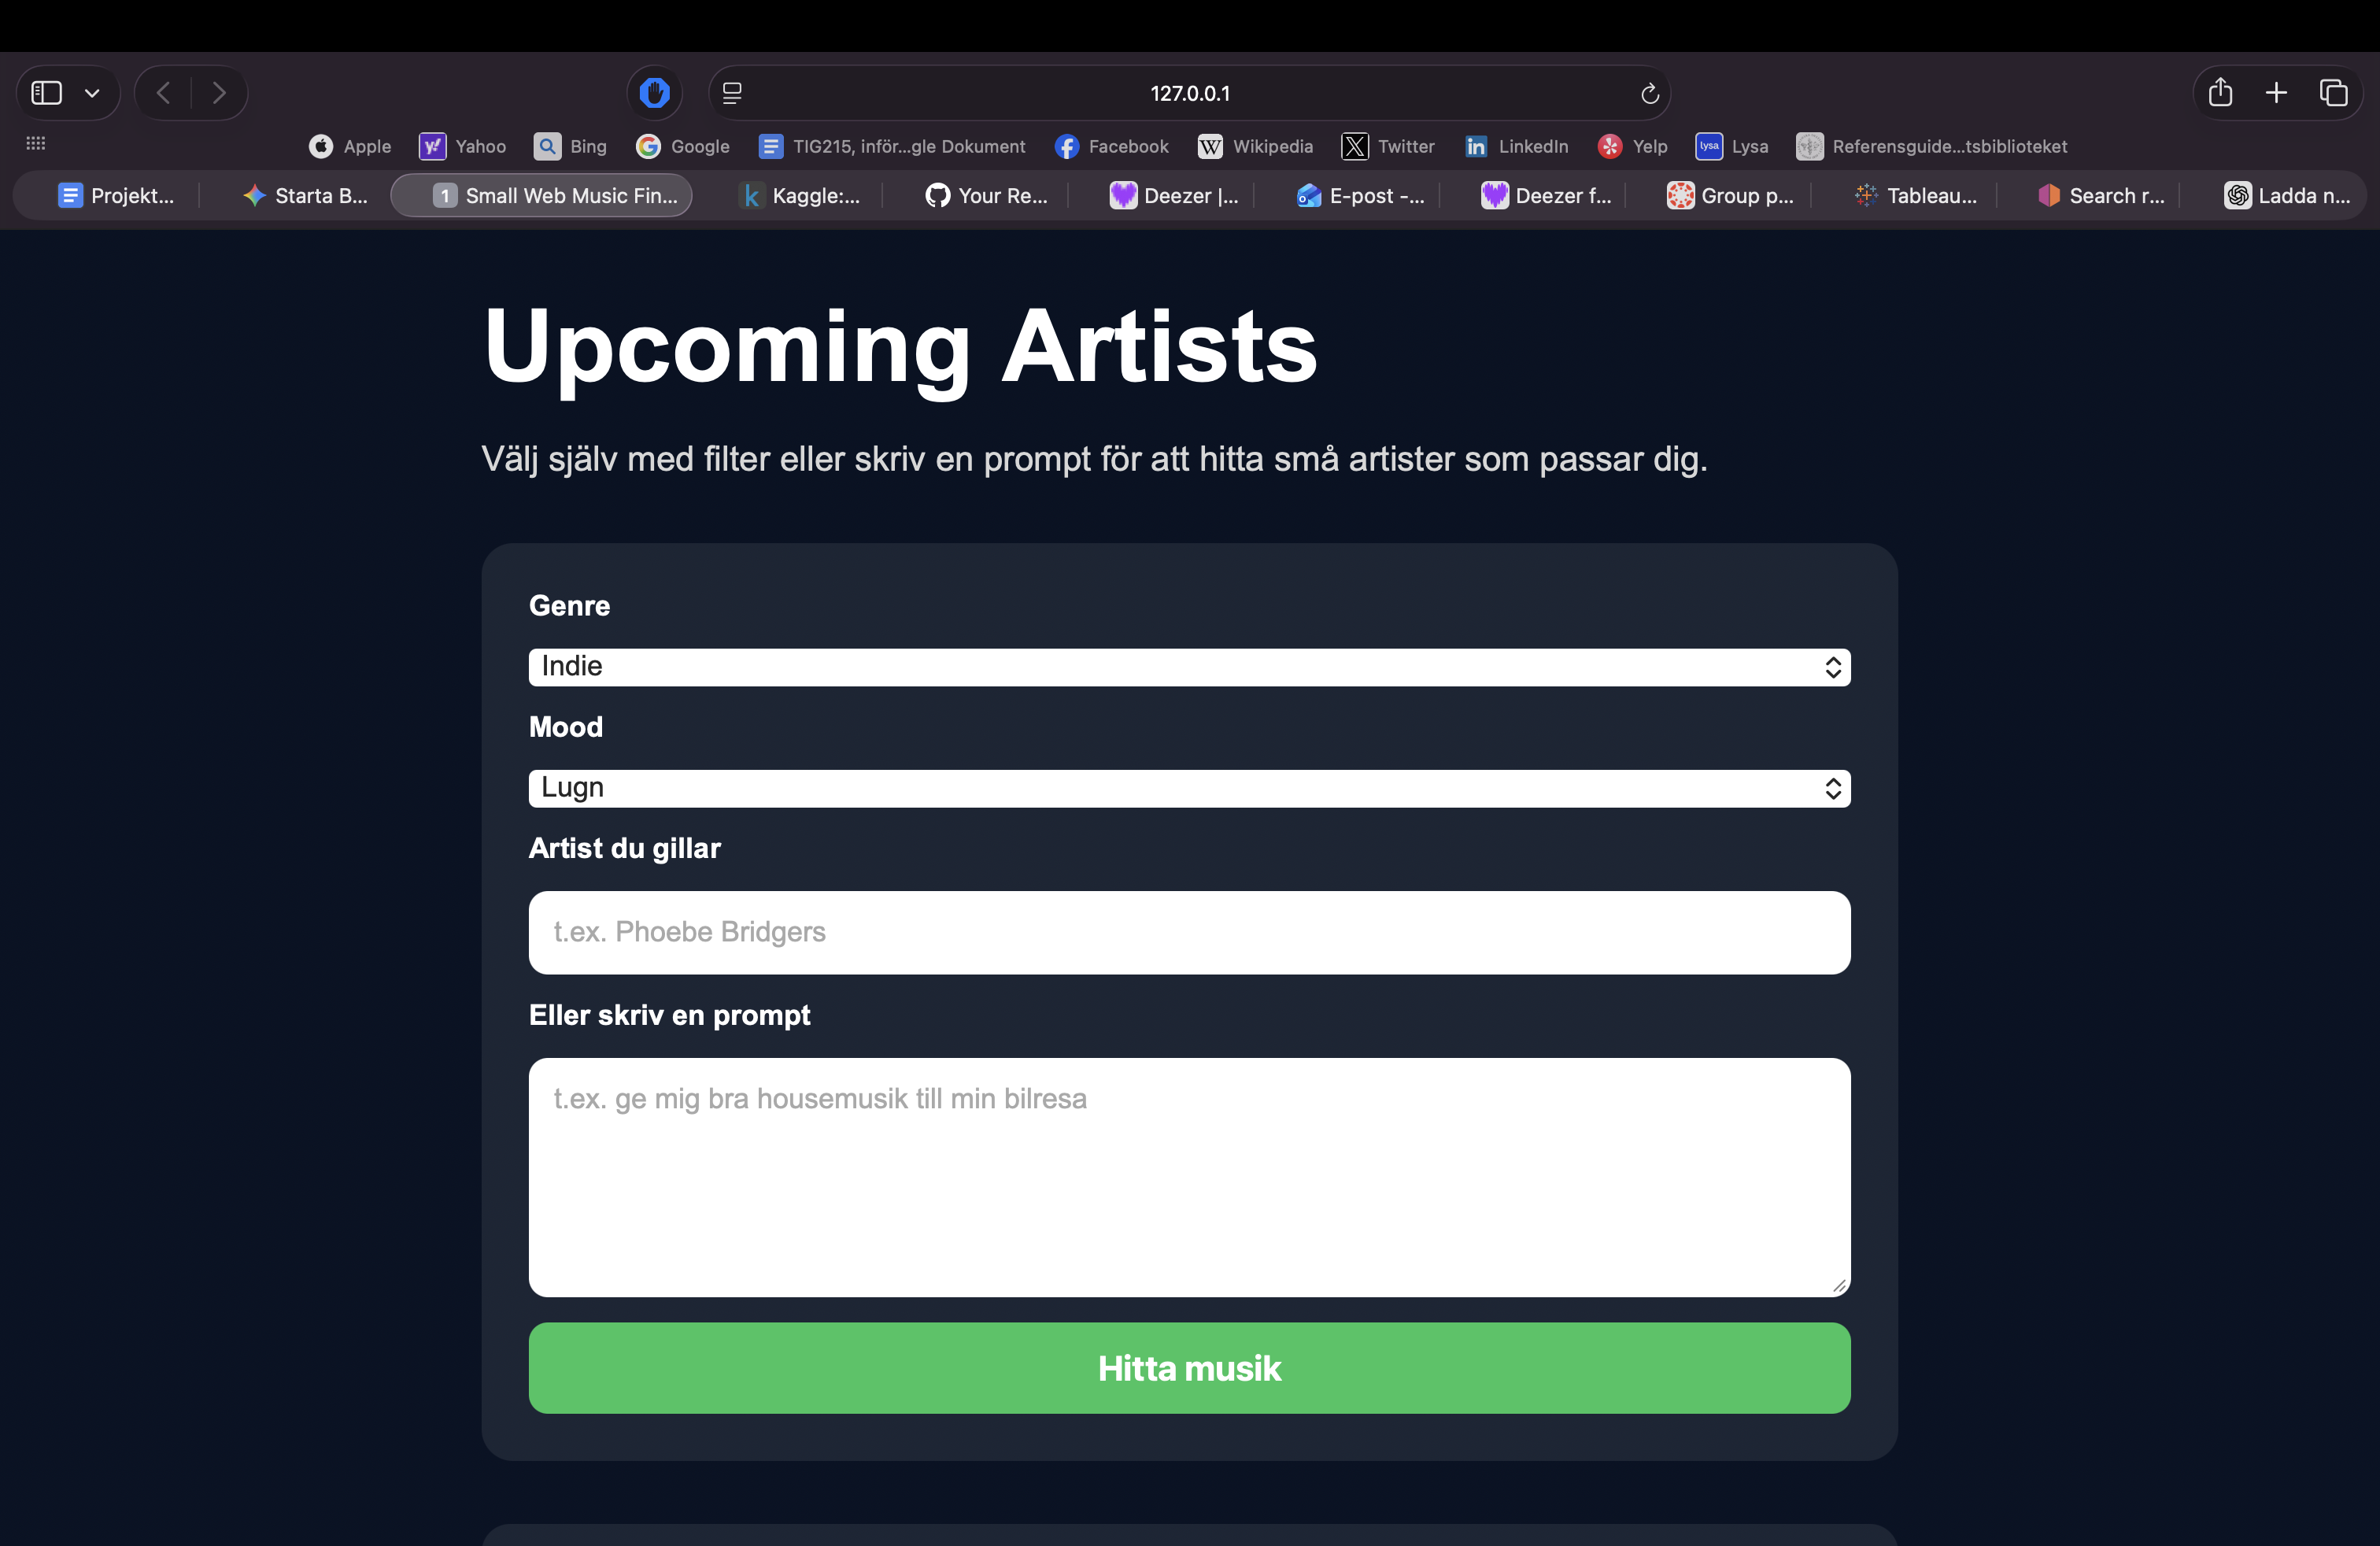 127.0.0.1
Apple Yahoo Bing Google TIG215, inför...gle Dokument Facebook Wikipedia Twitter LinkedIn Yelp Lysa Referensguide...tsbiblioteket
Projekt... Starta B... 1 Small Web Music Fin... Kaggle:... Your Re... Deezer |... E-post -... Deezer f... Group p... Tableau... Search r... Ladda n...
Upcoming Artists
Välj själv med filter eller skriv en prompt för att hitta små artister som passar dig.
Genre
Indie
Mood
Lugn
Artist du gillar
t.ex. Phoebe Bridgers
Eller skriv en prompt
t.ex. ge mig bra housemusik till min bilresa
Hitta musik